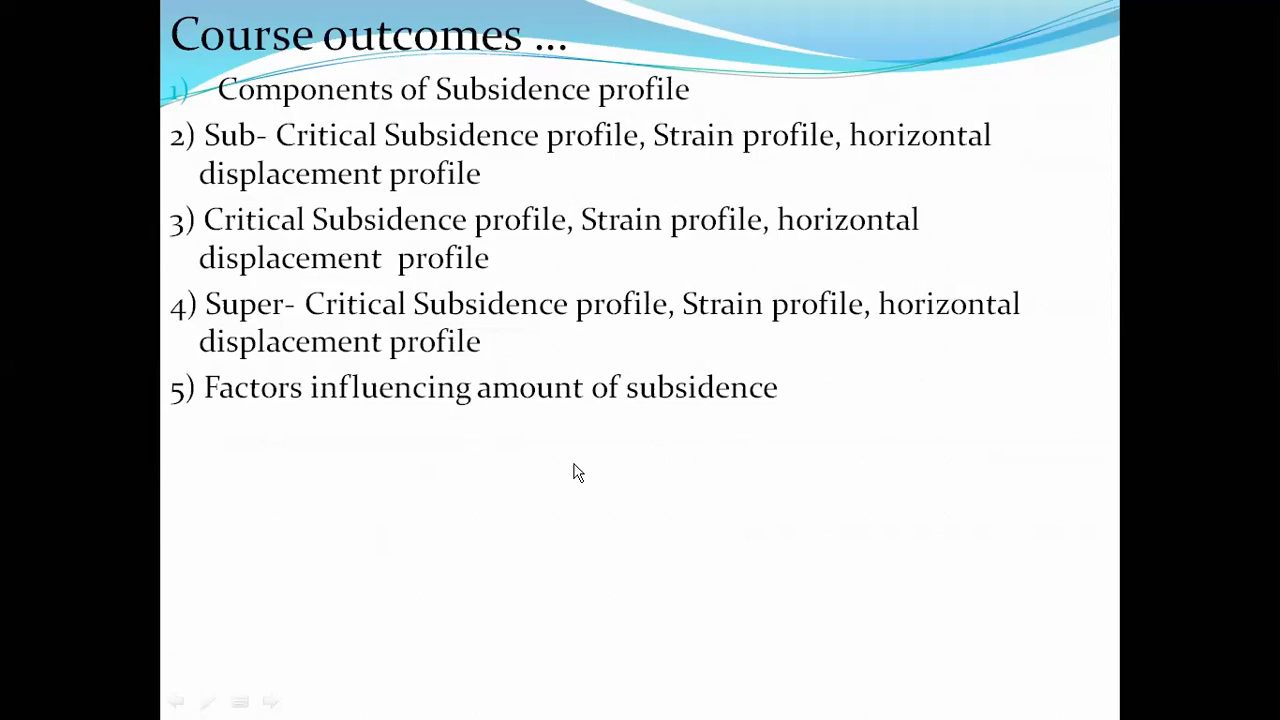 Course outcomes ...
1) Components of Subsidence profile
2) Sub- Critical Subsidence profile, Strain profile, horizontal
displacement profile
3) Critical Subsidence profile, Strain profile, horizontal
displacement  profile
4) Super- Critical Subsidence profile, Strain profile, horizontal
displacement profile
5) Factors influencing amount of subsidence